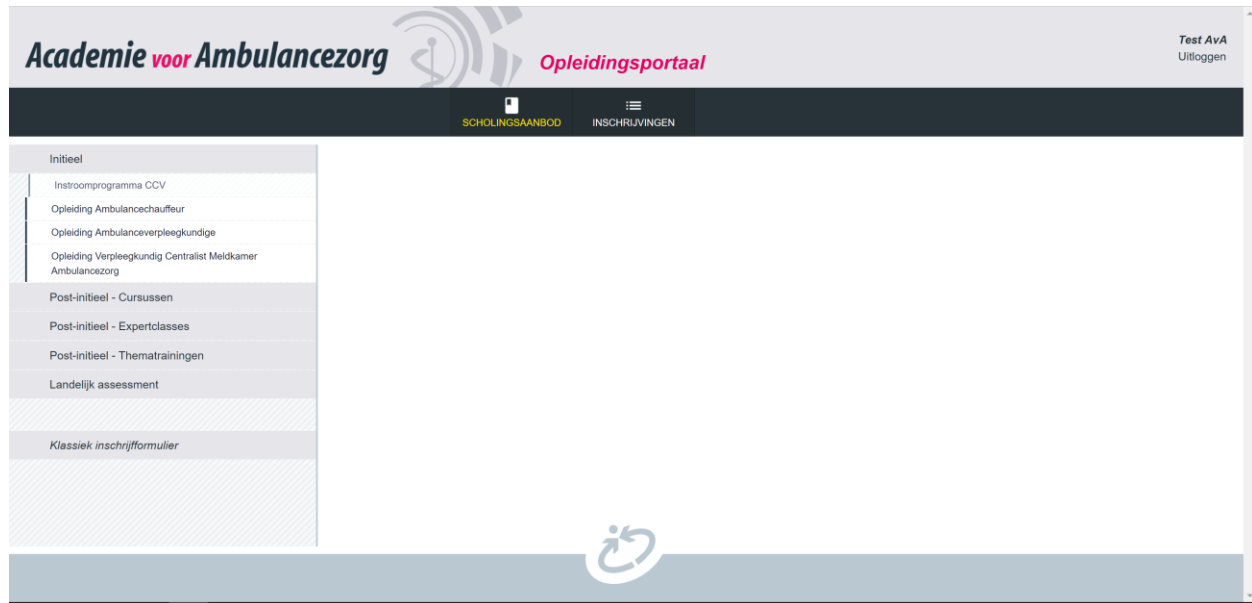 Academie voor Ambulancezorg
Opleidingsportaal
Test AvA
Uitloggen
SCHOLINGSAANBOD
INSCHRIJVINGEN
Initieel
Instroomprogramma CCV
Opleiding Ambulancechauffeur
Opleiding Ambulanceverpleegkundige
Opleiding Verpleegkundig Centralist Meldkamer
Ambulancezorg
Post-initieel - Cursussen
Post-initieel - Expertclasses
Post-initieel - Thematrainingen
Landelijk assessment
Klassiek inschrijfformulier